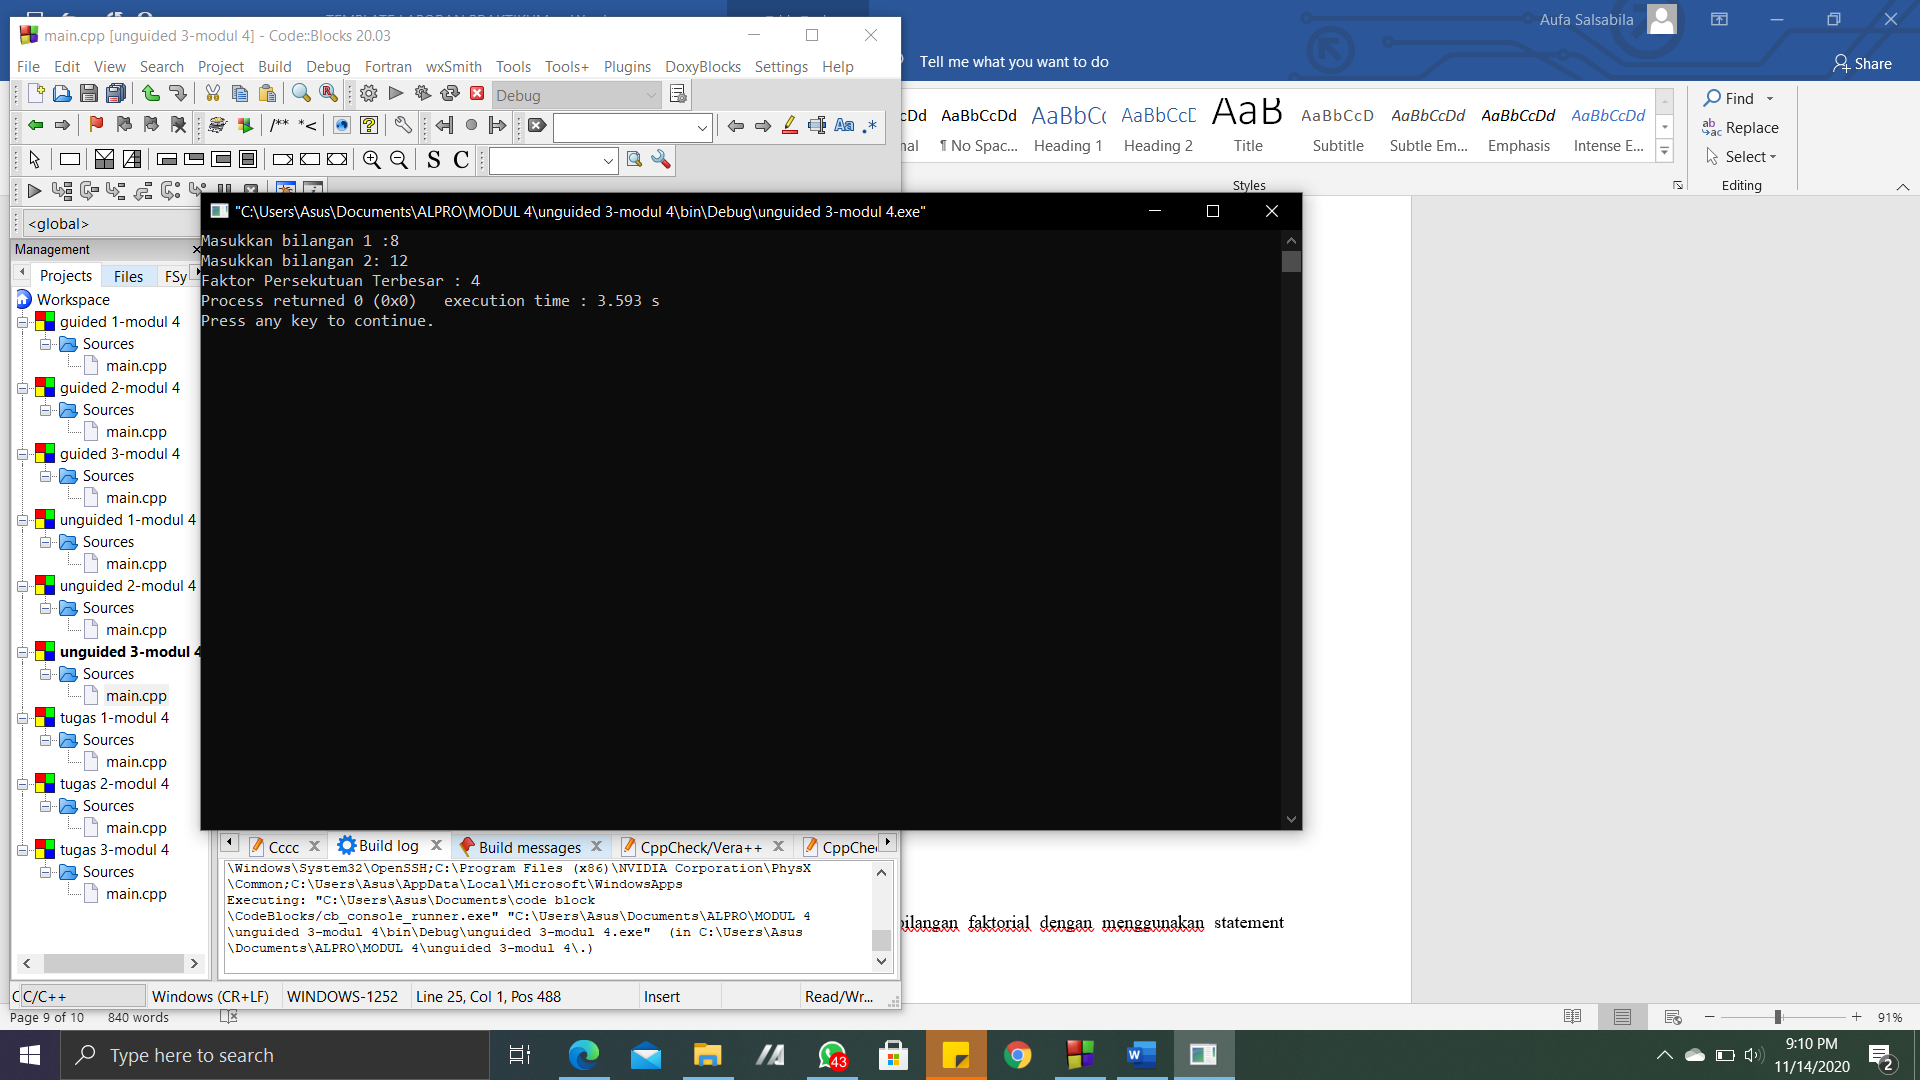 main.cpp [unguided 3-modul 4] - Code::Blocks 20.03
Aufa Salsabila
File Edit View Search Project Build Debug Fortran wxSmith Tools Tools+ Plugins DoxyBlocks Settings Help
Tell me what you want to do
Share
Debug
AaBbCcDd AaBbCc AaBbCcE AaB AaBbCcD AaBbCcDd AaBbCcDd AaBbCcDd
¶ No Spac... Heading 1 Heading 2 Title Subtitle Subtle Em... Emphasis Intense E...
Find
Replace
Select
Styles
Editing
/** *<
Aa .*
S C
<global>
Management
Projects Files FSy
Workspace
guided 1-modul 4
Sources
main.cpp
guided 2-modul 4
Sources
main.cpp
guided 3-modul 4
Sources
main.cpp
unguided 1-modul 4
Sources
main.cpp
unguided 2-modul 4
Sources
main.cpp
unguided 3-modul 4
Sources
main.cpp
tugas 1-modul 4
Sources
main.cpp
tugas 2-modul 4
Sources
main.cpp
tugas 3-modul 4
Sources
main.cpp
"C:\Users\Asus\Documents\ALPRO\MODUL 4\unguided 3-modul 4\bin\Debug\unguided 3-modul 4.exe"
Masukkan bilangan 1 :8
Masukkan bilangan 2: 12
Faktor Persekutuan Terbesar : 4
Process returned 0 (0x0)   execution time : 3.593 s
Press any key to continue.
Cccc Build log Build messages CppCheck/Vera++ CppChe
\Windows\System32\OpenSSH;C:\Program Files (x86)\NVIDIA Corporation\PhysX
\Common;C:\Users\Asus\AppData\Local\Microsoft\WindowsApps
Executing: "C:\Users\Asus\Documents\code block
\CodeBlocks/cb_console_runner.exe" "C:\Users\Asus\Documents\ALPRO\MODUL 4
\unguided 3-modul 4\bin\Debug\unguided 3-modul 4.exe"  (in C:\Users\Asus
\Documents\ALPRO\MODUL 4\unguided 3-modul 4\.)
bilangan faktorial dengan menggunakan statement
C/C++ Windows (CR+LF) WINDOWS-1252 Line 25, Col 1, Pos 488 Insert Read/Wr...
Page 9 of 10 840 words
91%
Type here to search
43
9:10 PM
11/14/2020
2